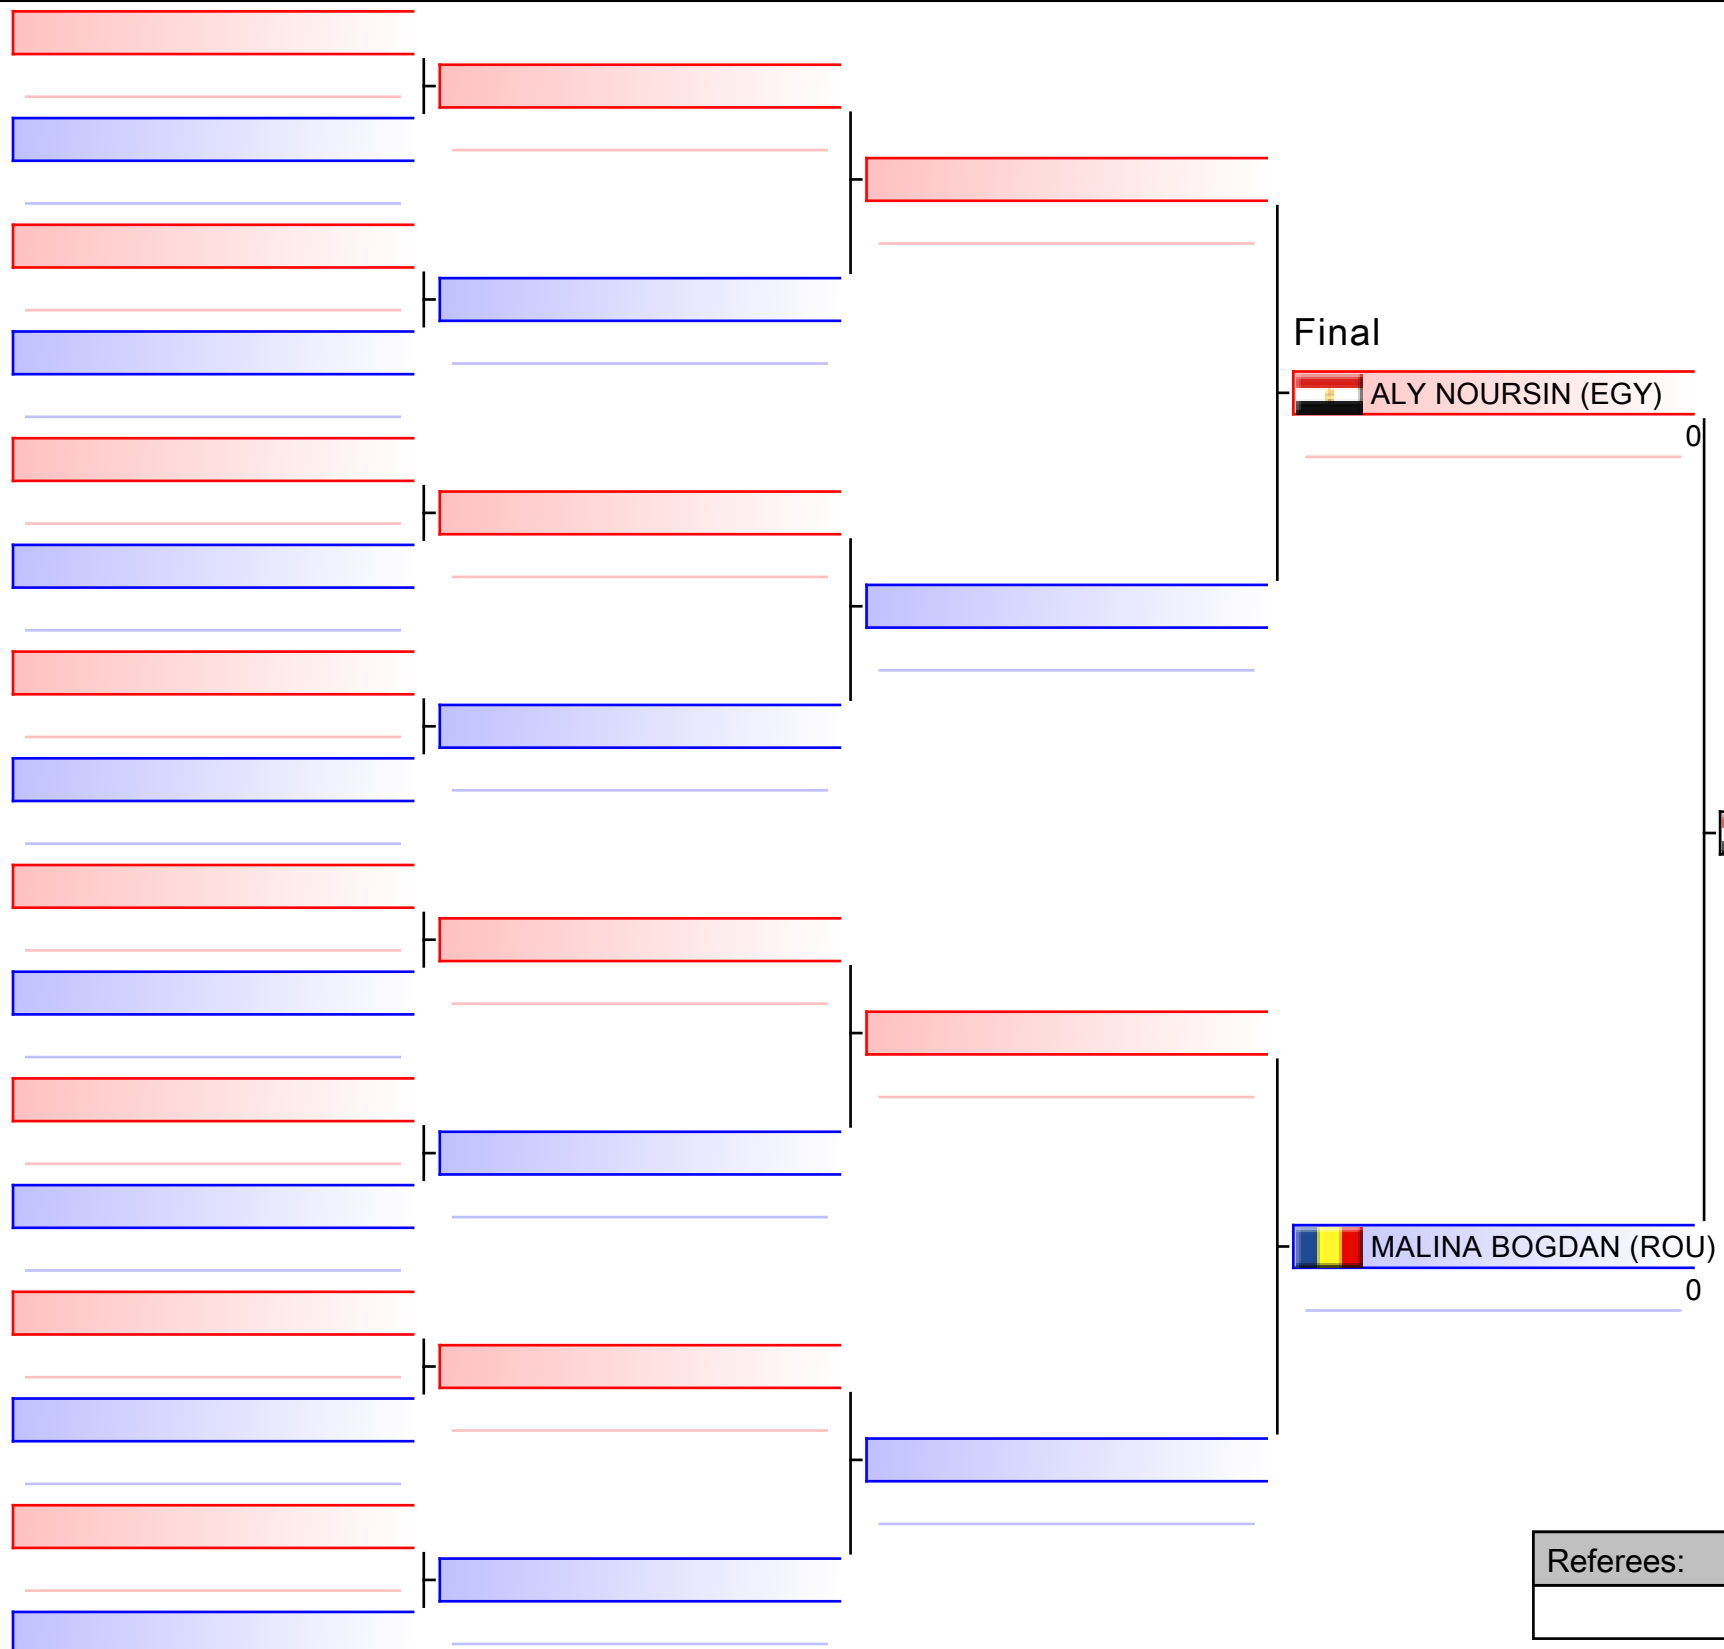 Final
ALY NOURSIN (EGY)
0
MALINA BOGDAN (ROU)
0
Referees: